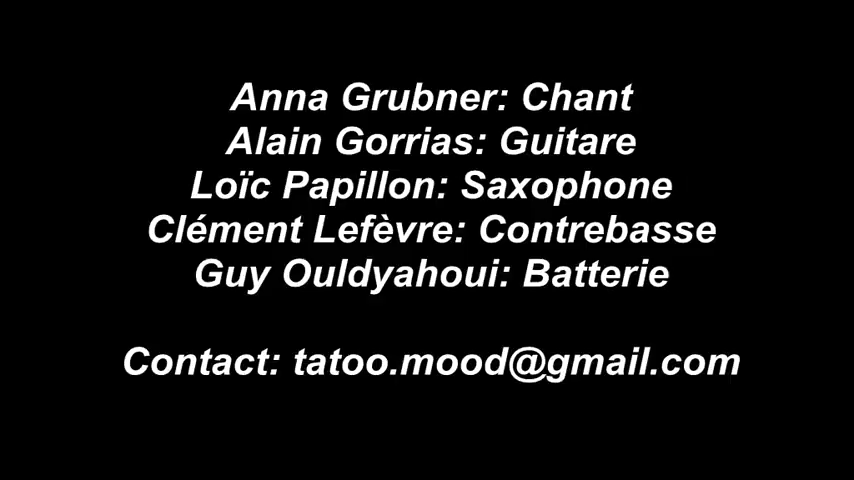 Anna Grubner: Chant
Alain Gorrias: Guitare
Loïc Papillon: Saxophone
Clément Lefèvre: Contrebasse
Guy Ouldyahoui: Batterie
Contact: tatoo.mood@gmail.com